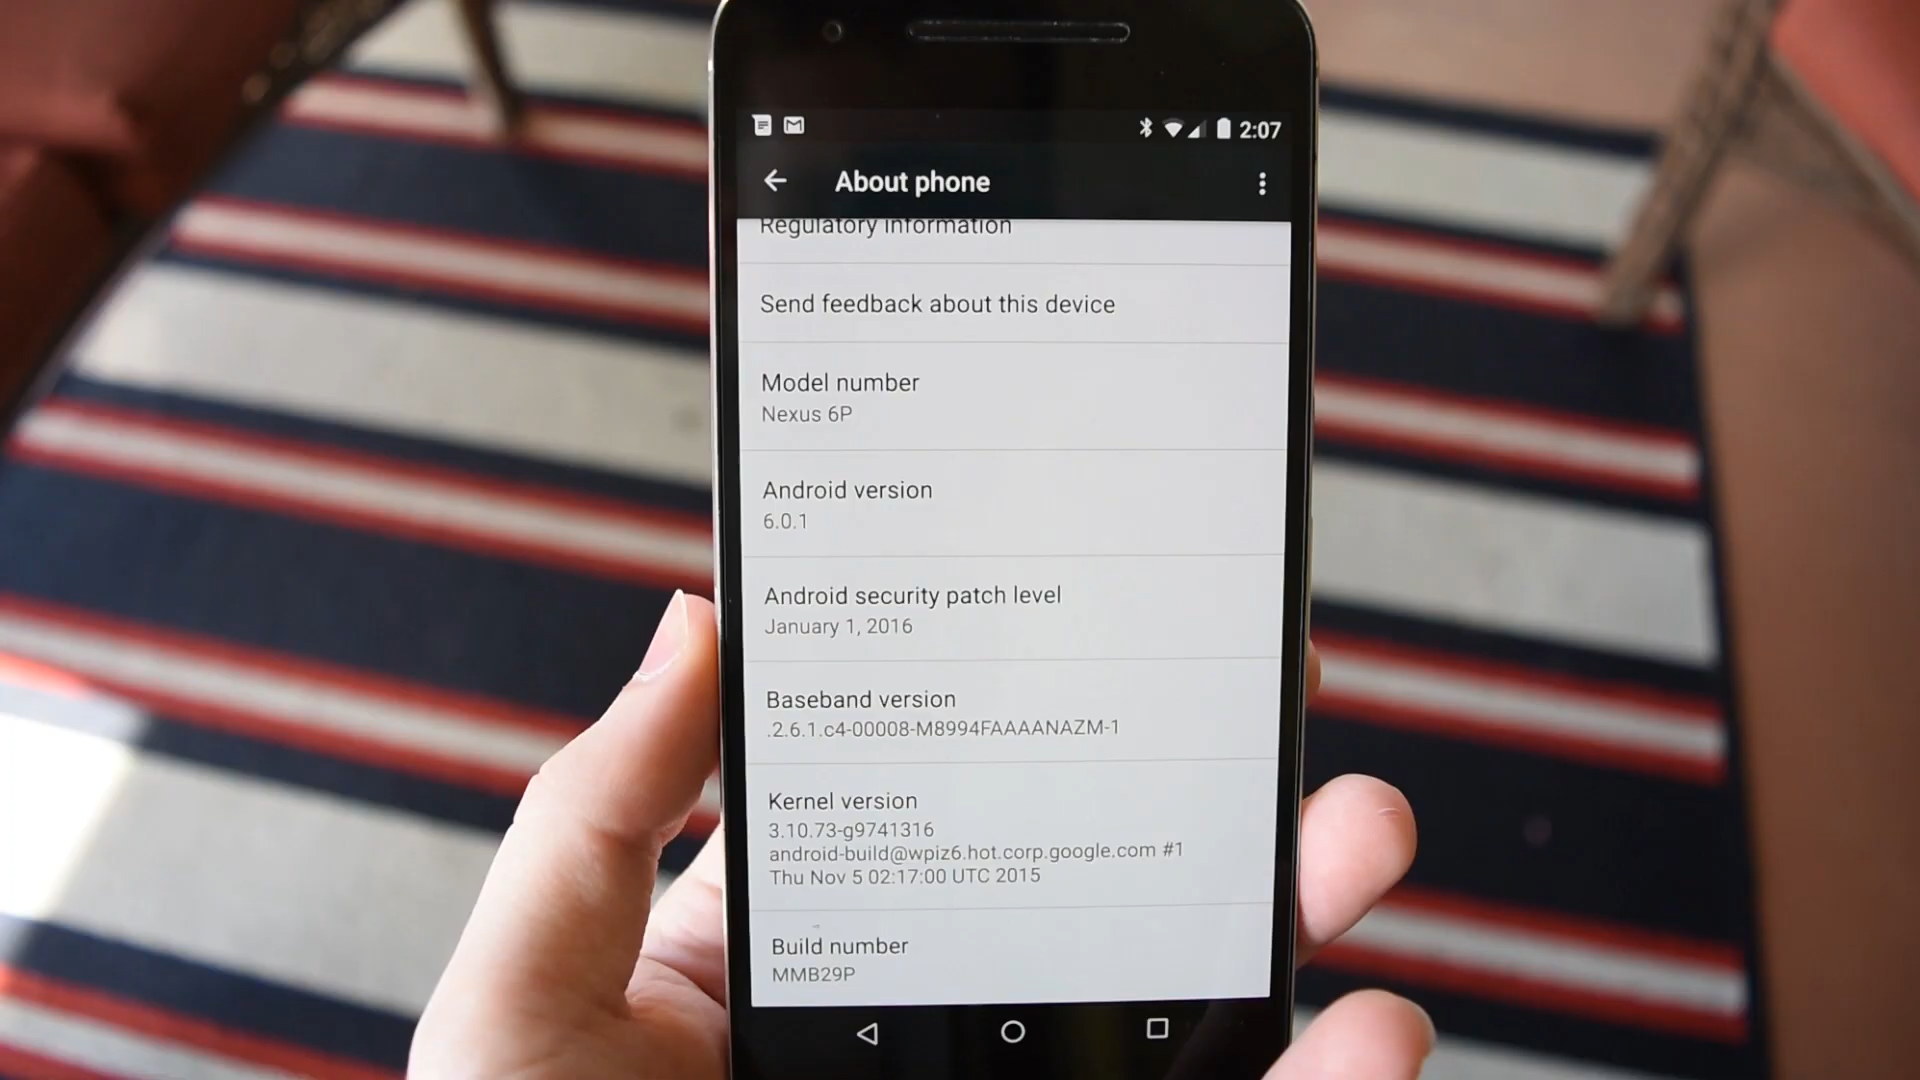 2:07
About phone
Regulatory information
Send feedback about this device
Model number
Nexus 6P
Android version
6.0.1
Android security patch level
January 1, 2016
Baseband version
.2.6.1.c4-00008-M8994FAAAANAZM-1
Kernel version
3.10.73-g9741316
android-build@wpiz6.hot.corp.google.com #1
Thu Nov 5 02:17:00 UTC 2015
Build number
MMB29P